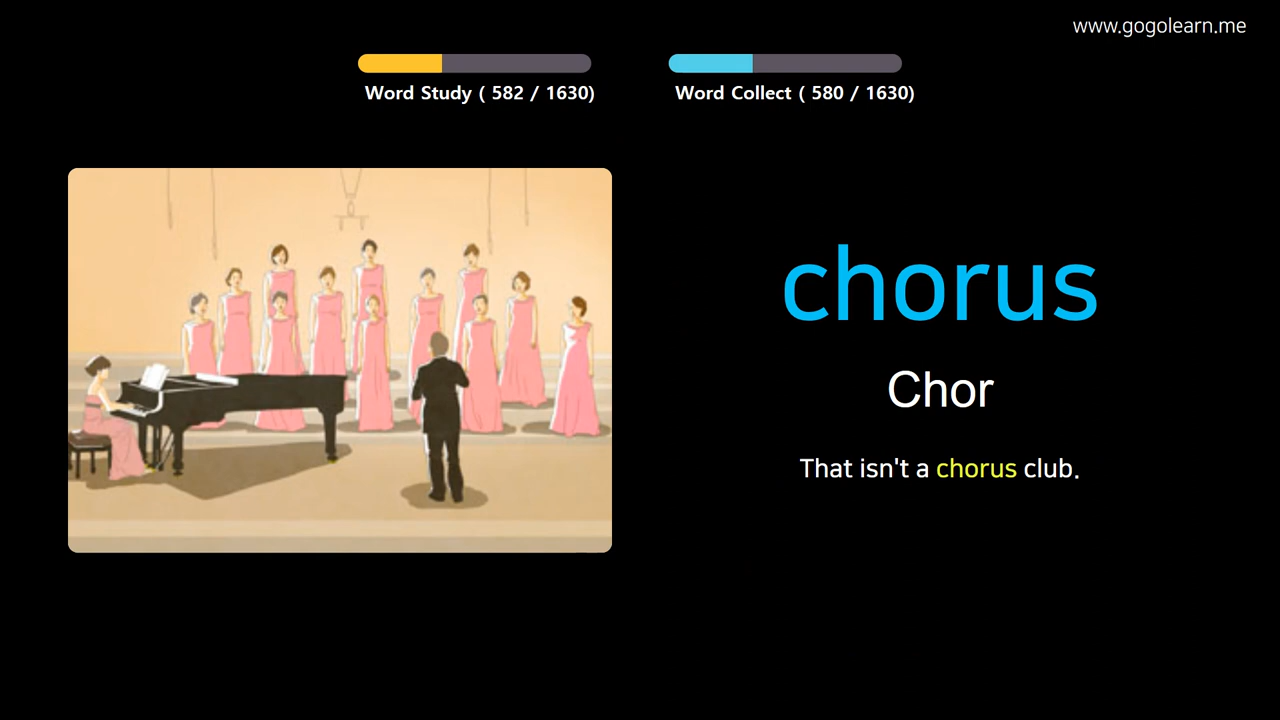 www.gogolearn.me
Word Study ( 582 / 1630)
Word Collect ( 580 / 1630)
chorus
Chor
That isn't a chorus club.